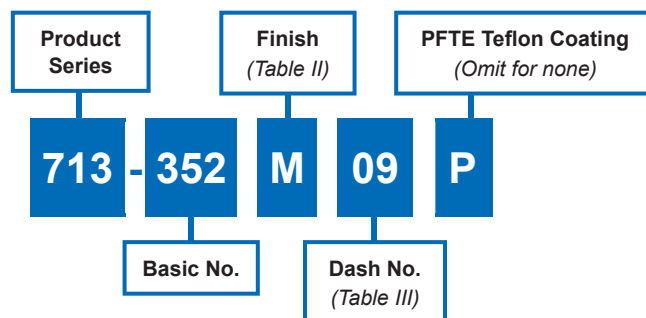 Product
Series
Finish
(Table II)
PFTE Teflon Coating
(Omit for none)
713 - 352 M 09 P
Basic No.
Dash No.
(Table III)